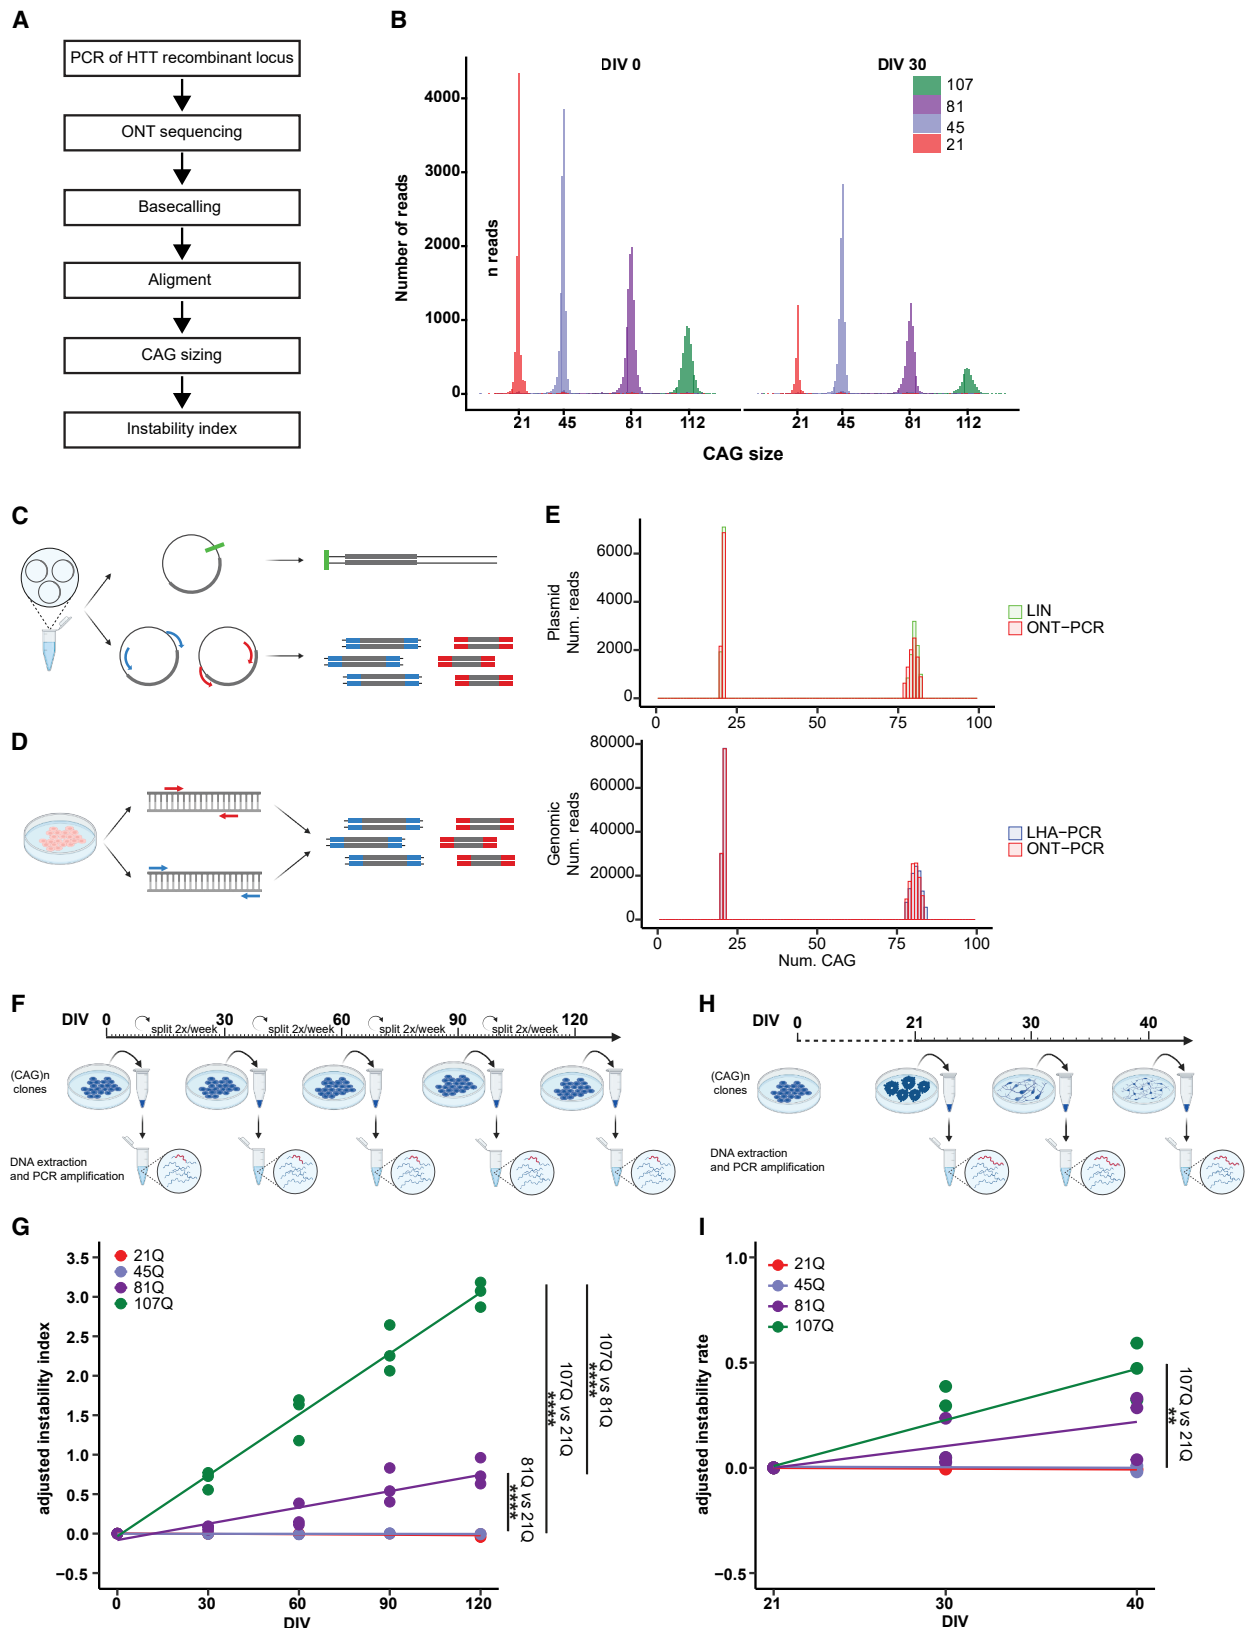 A
PCR of HTT recombinant locus
ONT sequencing
Basecalling
Aligment
CAG sizing
Instability index
B
DIV 0
DIV 30
107
81
45
21
Number of reads
n reads
4000
3000
2000
1000
0
21
45
81
112
21
45
81
112
CAG size
C
D
E
Plasmid
Num. reads
6000
4000
2000
0
0
25
50
75
100
LIN
ONT-PCR
Genomic
Num. reads
80000
60000
40000
20000
0
0
25
50
75
100
Num. CAG
LHA-PCR
ONT-PCR
F
DIV
0
30
60
90
120
split 2x/week
split 2x/week
split 2x/week
split 2x/week
(CAG)n
clones
DNA extraction
and PCR amplification
H
DIV
0
21
30
40
(CAG)n
clones
DNA extraction
and PCR amplification
G
adjusted instability index
21Q
45Q
81Q
107Q
3.5
3.0
2.5
2.0
1.5
1.0
0.5
0.0
−0.5
0
30
60
90
120
DIV
81Q vs 21Q
****
107Q vs 21Q
****
107Q vs 81Q
****
I
adjusted instability rate
21Q
45Q
81Q
107Q
1.0
0.5
0.0
−0.5
21
30
40
DIV
107Q vs 21Q
**